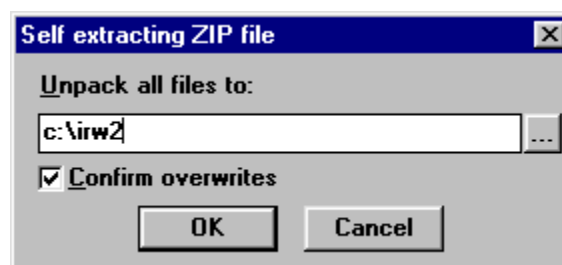 Self extracting ZIP file
Unpack all files to:
c:\irw2
...
Confirm overwrites
OK Cancel